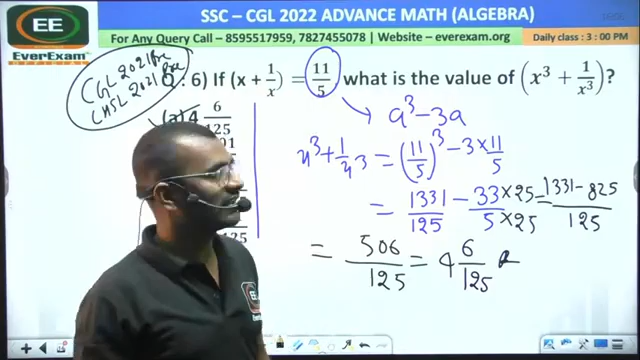 SSC – CGL 2022 ADVANCE MATH (ALGEBRA)
EE
EverExam
OFFICIAL
For Any Query : Call - 8595517959, 7827455078 | www.everexam.org
Daily class : 3 : 00 PM
CGL 2021 Pre
CHSL 2021 Pre
: 6) If (x + 1/x) = 11/5 what is the value of (x³ + 1/x³)?
(a) 4 6/125
a³ – 3a
x³ + 1/x³ = (11/5)³ – 3 × 11/5
= 1331/125 – 33/5 × 25/× 25 = 1331 – 825/125
= 506/125 = 4 6/125
EE